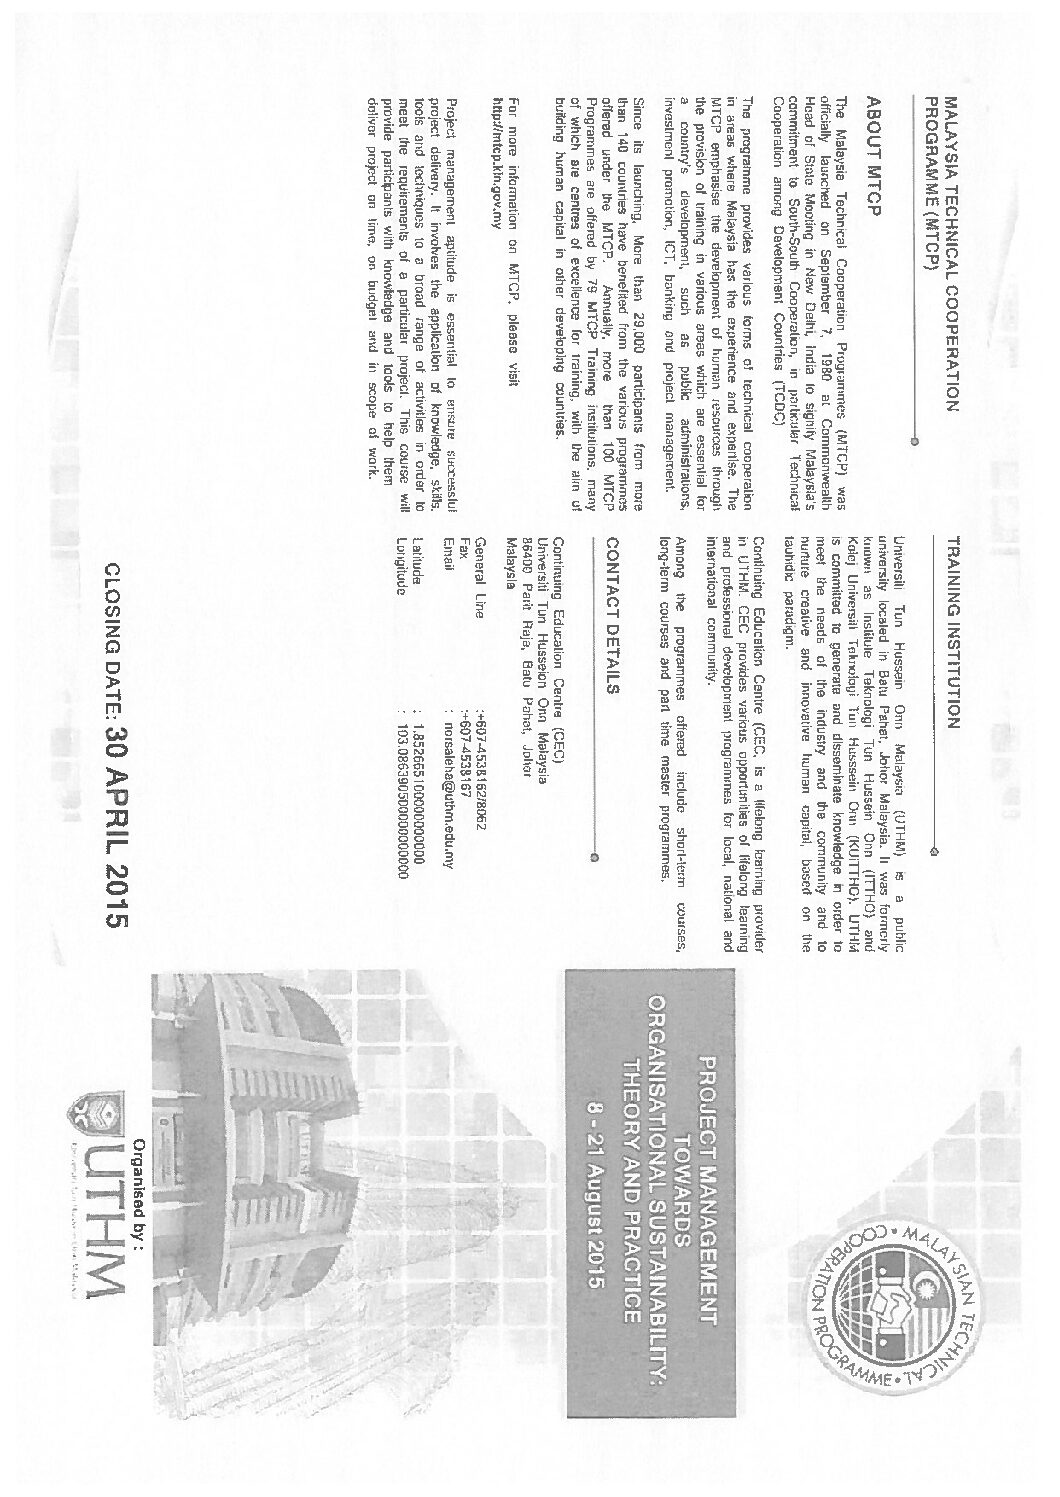 MALAYSIA TECHNICAL COOPERATION
PROGRAMME (MTCP)
ABOUT MTCP
The Malaysia Technical Cooperation Programmes (MTCP) was
officially launched on September 7, 1980 at Commonwealth
Head of State Meeting in New Delhi, India to signify Malaysia's
commitment to South-South Cooperation, in particular Technical
Cooperation among Development Countries (TCDC)
The programme provides various forms of technical cooperation
in areas where Malaysia has the experience and expertise. The
MTCP emphasise the development of human resources through
the provision of training in various areas which are essential for
a country's development, such as public administrations,
investment promotion, ICT, banking and project management.
Since its launching, More than 29,000 participants from more
than 140 countries have benefited from the various programmes
offered under the MTCP. Annually, more than 100 MTCP
Programmes are offered by 79 MTCP Training institutions, many
of which are centres of excellence for training, with the aim of
building human capital in other developing countries.
For more information on MTCP, please visit
http://mtcp.kln.gov.my
Project management aptitude is essential to ensure successful
project delivery. It involves the application of knowledge, skills,
tools and techniques to a broad range of activities in order to
meet the requirements of a particular project. This course will
provide participants with knowledge and tools to help them
deliver project on time, on budget and in scope of work.
TRAINING INSTITUTION
Universiti Tun Hussein Onn Malaysia (UTHM) is a public
university located in Batu Pahat, Johor Malaysia. It was formerly
known as Institute Teknologi Tun Hussein Onn (ITTHO) and
Kolej Universiti Teknologi Tun Husssein Onn (KUITTHO). UTHM
is committed to generate and disseminate knowledge in order to
meet the needs of the industry and the community and to
nurture creative and innovative human capital, based on the
tauhidic paradigm.
Continuing Education Centre (CEC, is a lifelong learning provider
in UTHM. CEC provides various opportunities of lifelong learning
and professional development programmes for local, national and
international community.
Among the programmes offered include short-term courses,
long-term courses and part time master programmes.
CONTACT DETAILS
Continuing Education Centre (CEC)
Universiti Tun Hussein Onn Malaysia
86400 Parit Raja, Batu Pahat, Johor
Malaysia
General Line :+607-4538162/8062
Fax :+607-4538167
Email : norsaleha@uthm.edu.my
Latitude : 1.8526651000000000000
Longitude : 103.0863905000000000000
CLOSING DATE: 30 APRIL 2015
MALAYSIAN TECHNICAL
COOPERATION PROGRAMME
PROJECT MANAGEMENT
TOWARDS
ORGANISATIONAL SUSTAINABILITY:
THEORY AND PRACTICE
8 - 21 August 2015
Organised by :
UTHM
Universiti Tun Hussein Onn Malaysia